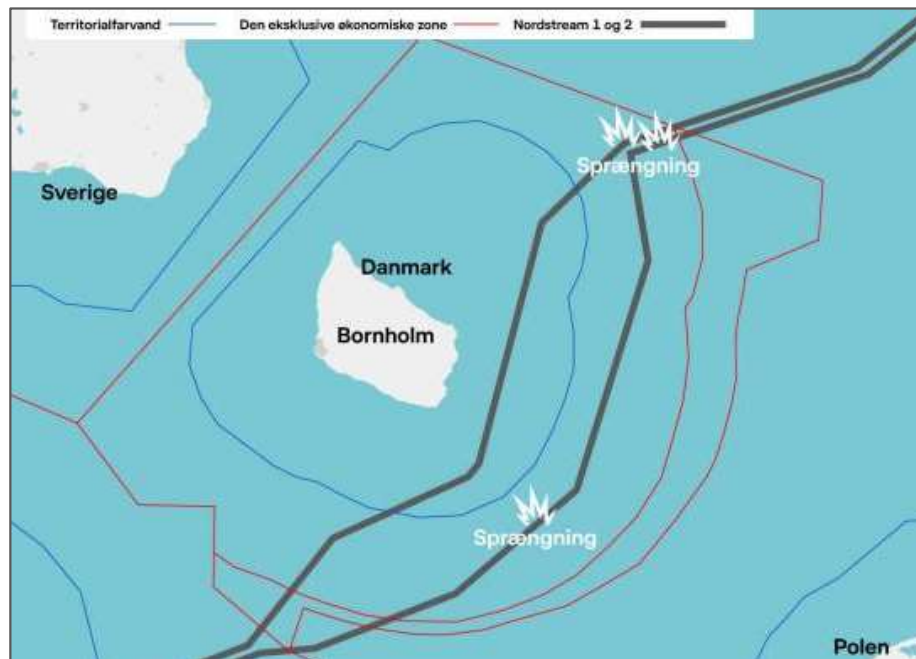 Territorialfarvand Den eksklusive økonomiske zone Nordstream 1 og 2
Sprængning
Sverige
Danmark
Bornholm
Sprængning
Polen